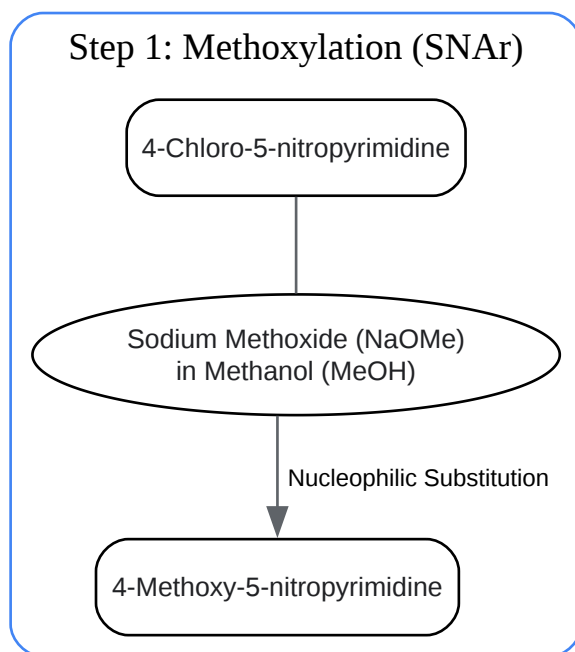 Step 1: Methoxylation (SNAr)
4-Chloro-5-nitropyrimidine
Sodium Methoxide (NaOMe)
in Methanol (MeOH)
Nucleophilic Substitution
4-Methoxy-5-nitropyrimidine